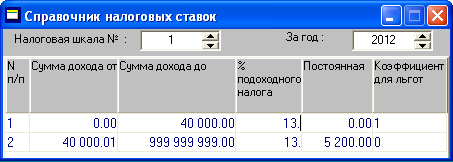 Справочник налоговых ставок
Налоговая шкала № : 1 За год : 2012
N п/п Сумма дохода от Сумма дохода до % подоходного налога Постоянная Коэффициент для льгот
1 0.00 40 000.00 13. 0.00 1
2 40 000.01 999 999 999.00 13. 5 200.00 0